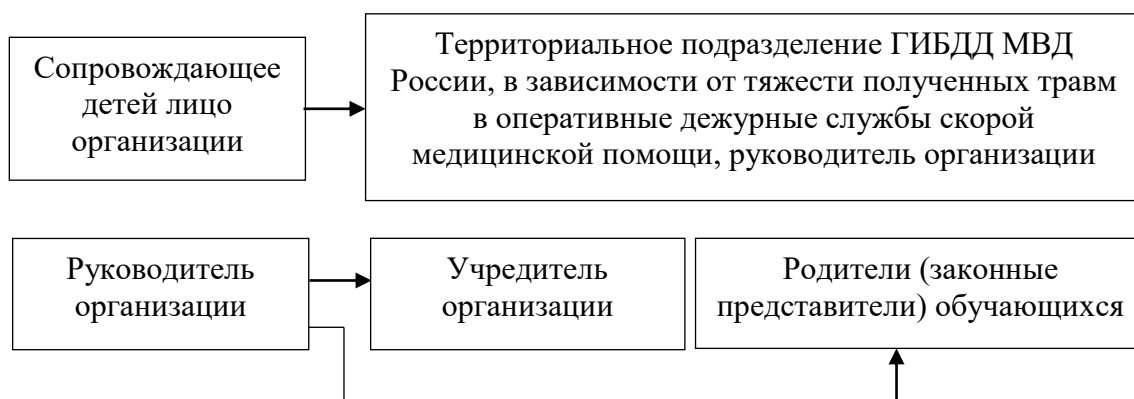 Сопровождающее
детей лицо
организации
Территориальное подразделение ГИБДД МВД
России, в зависимости от тяжести полученных травм
в оперативные дежурные службы скорой
медицинской помощи, руководитель организации
Руководитель
организации
Учредитель
организации
Родители (законные
представители) обучающихся